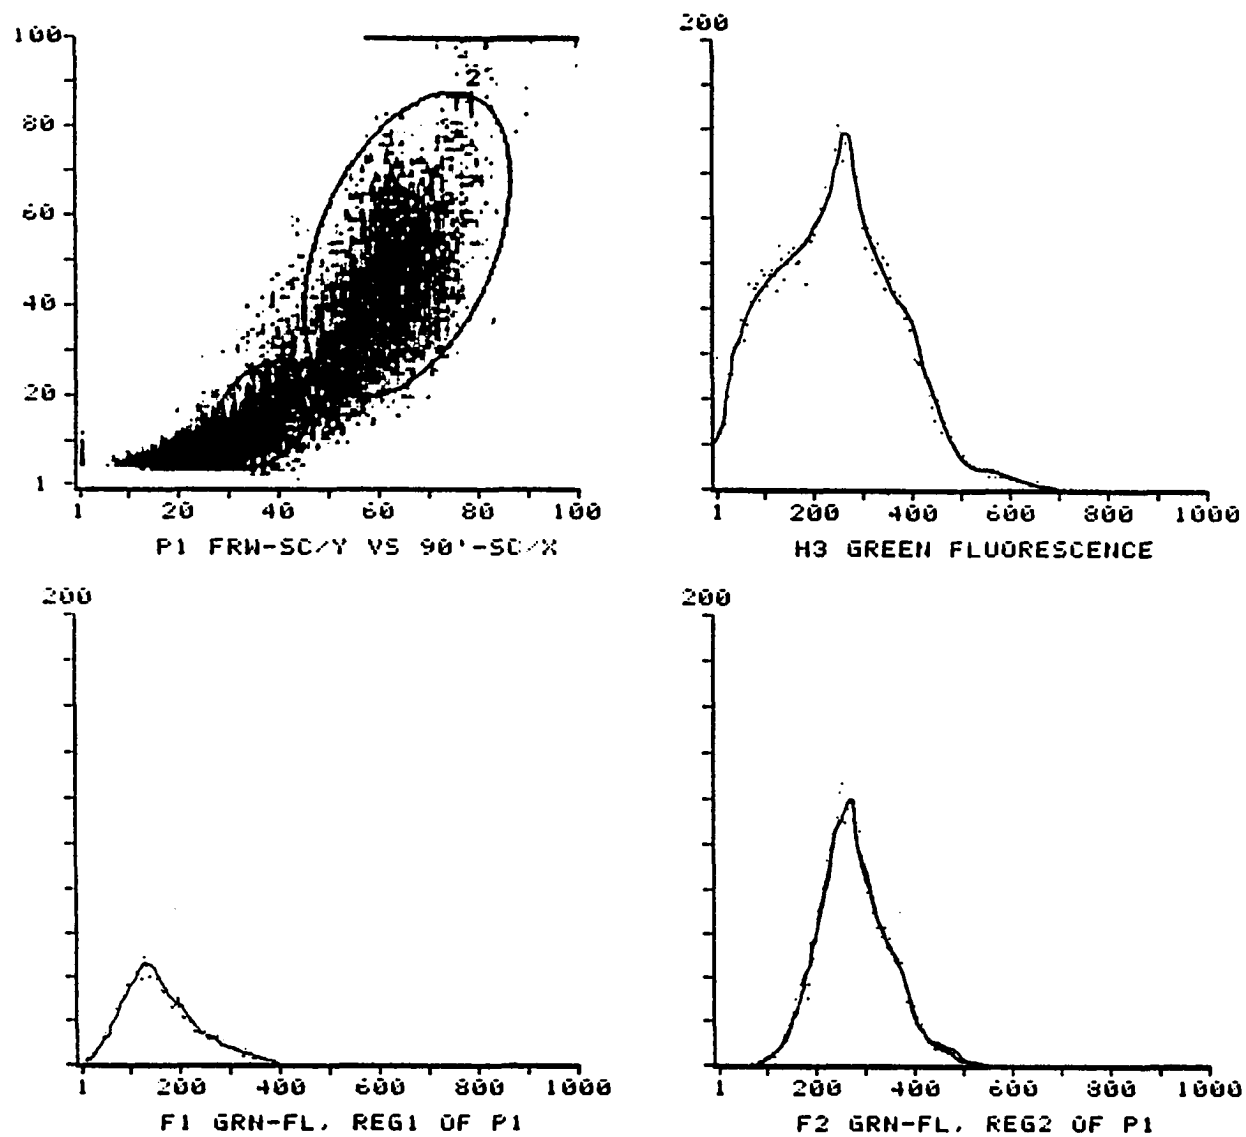 100
80
60
40
20
1
2
1
1 20 40 60 80 100
P1 FRW-SC/Y VS 90'-SC/X
200
1 200 400 600 800 1000
H3 GREEN FLUORESCENCE
200
1 200 400 600 800 1000
F1 GRN-FL, REG1 OF P1
200
1 200 400 600 800 1000
F2 GRN-FL, REG2 OF P1